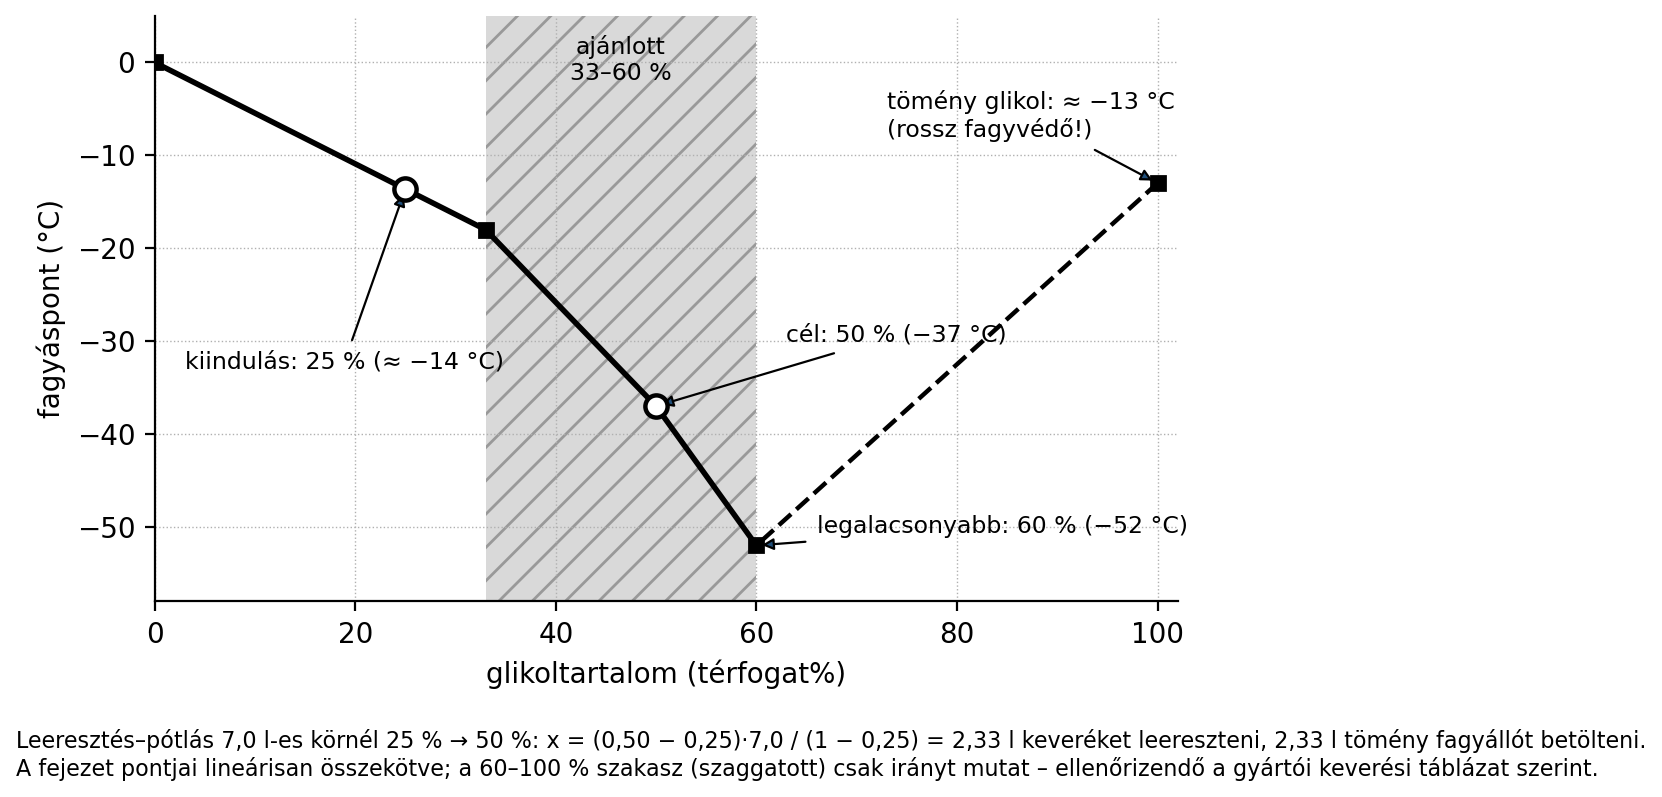 ajánlott
33–60 %
tömény glikol: ≈ −13 °C
(rossz fagyvédő!)
cél: 50 % (−37 °C)
kiindulás: 25 % (≈ −14 °C)
legalacsonyabb: 60 % (−52 °C)
fagyáspont (°C)
0
−10
−20
−30
−40
−50
0 20 40 60 80 100
glikoltartalom (térfogat%)
Leeresztés–pótlás 7,0 l-es körnél 25 % → 50 %: x = (0,50 − 0,25)·7,0 / (1 − 0,25) = 2,33 l keveréket leereszteni, 2,33 l tömény fagyállót betölteni.
A fejezet pontjai lineárisan összekötve; a 60–100 % szakasz (szaggatott) csak irányt mutat – ellenőrizendő a gyártói keverési táblázat szerint.